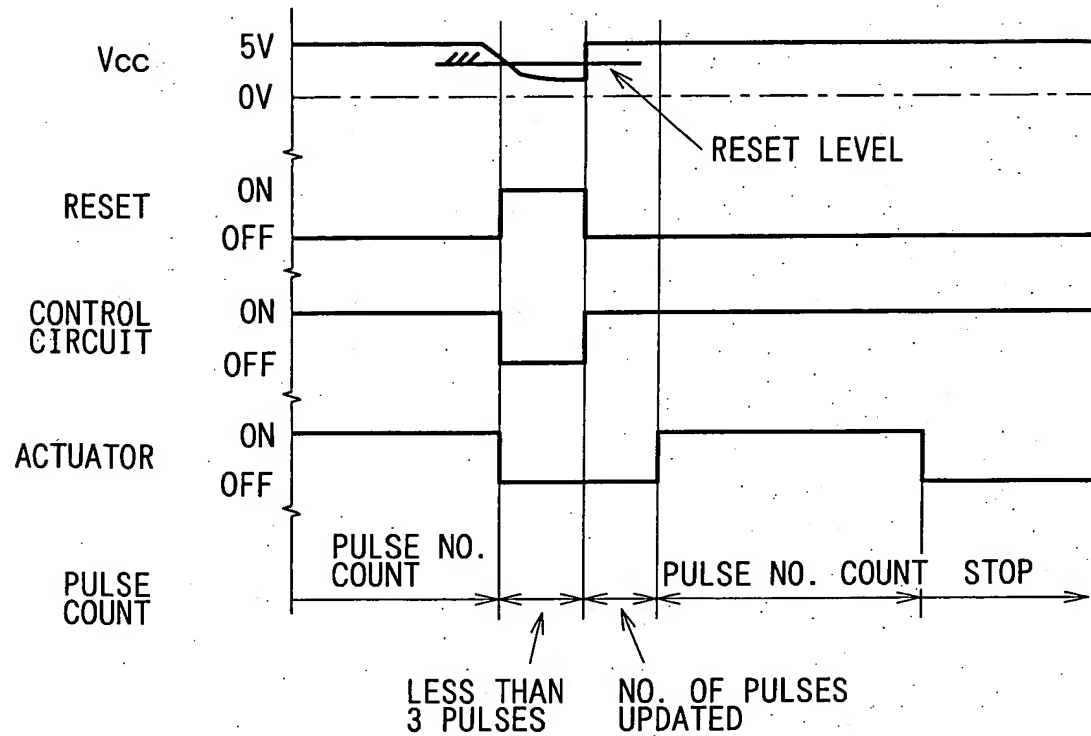 Vcc
5V
0V
RESET LEVEL
RESET
ON
OFF
CONTROL
CIRCUIT
ON
OFF
ACTUATOR
ON
OFF
PULSE
COUNT
PULSE NO.
COUNT
PULSE NO. COUNT
STOP
LESS THAN
3 PULSES
NO. OF PULSES
UPDATED